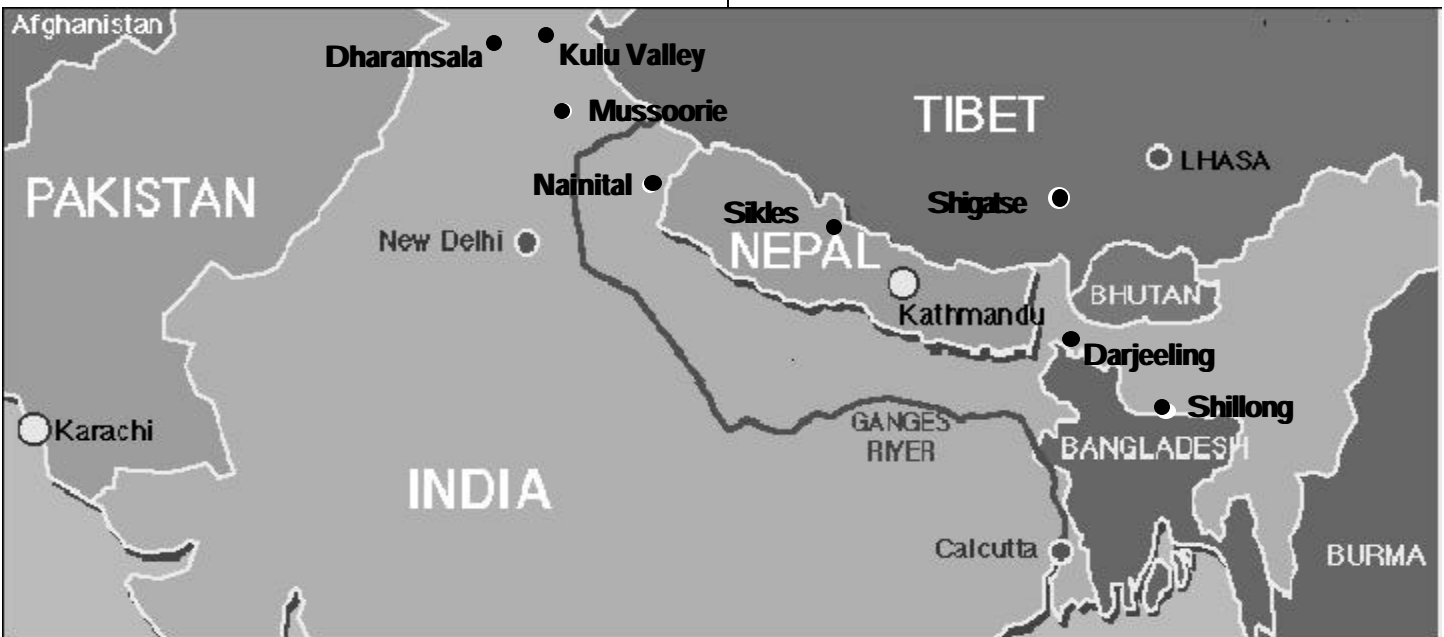 Afghanistan
Dharamsala
Kulu Valley
Mussoorie
TIBET
LHASA
PAKISTAN
Nainital
Sikles
Shigatse
New Delhi
NEPAL
BHUTAN
Kathmandu
Darjeeling
Shillong
Karachi
GANGES
RIVER
BANGLADESH
INDIA
Calcutta
BURMA